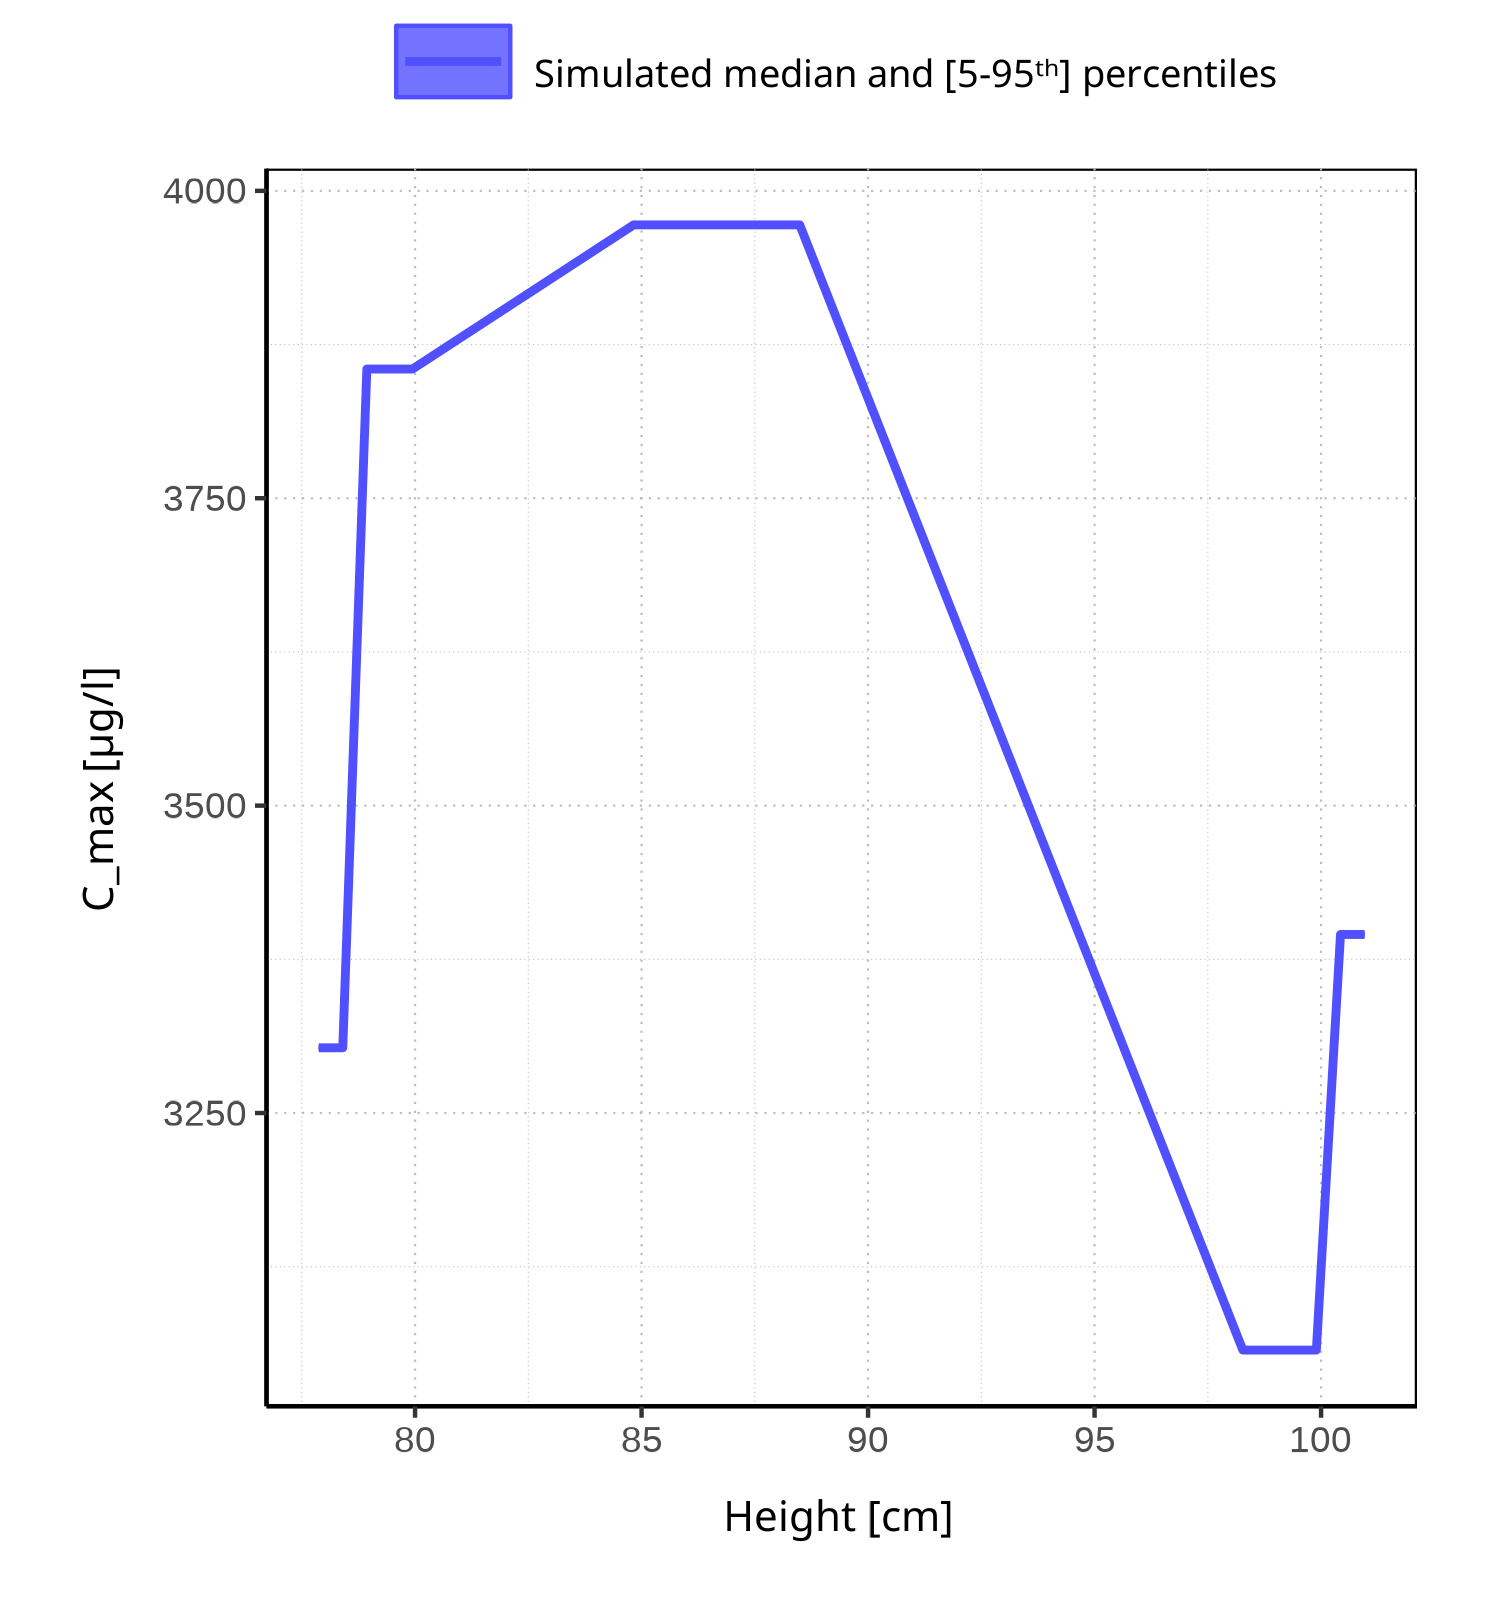 Simulated median and [5-95ᵗʰ] percentiles
4000
3750
3500
3250
C_max [µg/l]
80 85 90 95 100
Height [cm]